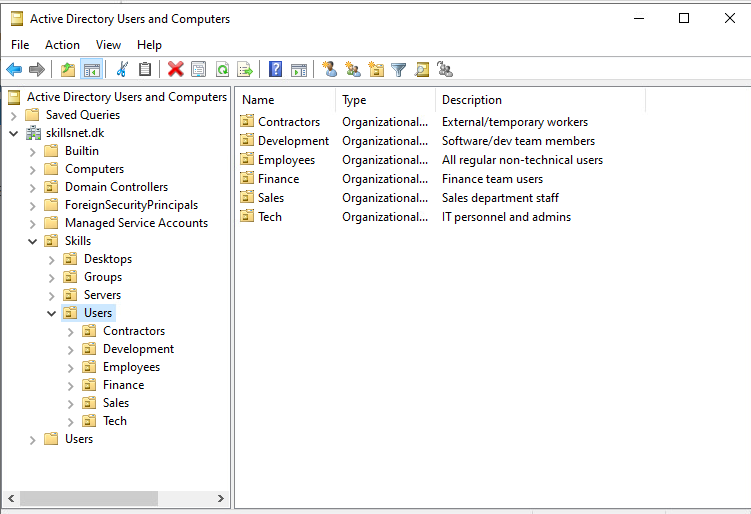 Active Directory Users and Computers
File Action View Help
Active Directory Users and Computers
Saved Queries
skillsnet.dk
Builtin
Computers
Domain Controllers
ForeignSecurityPrincipals
Managed Service Accounts
Skills
Desktops
Groups
Servers
Users
Contractors
Development
Employees
Finance
Sales
Tech
Users
Name Type Description
Contractors Organizational... External/temporary workers
Development Organizational... Software/dev team members
Employees Organizational... All regular non-technical users
Finance Organizational... Finance team users
Sales Organizational... Sales department staff
Tech Organizational... IT personnel and admins